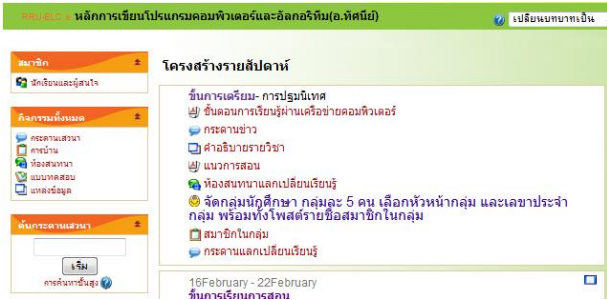 RRU-ELC » หลักการเขียนโปรแกรมคอมพิวเตอร์และอัลกอริทึม(อ.ทัศนีย์)
เปลี่ยนบทบาทเป็น
สมาชิก
นักเรียนและผู้สนใจ
กิจกรรมทั้งหมด
กระดานเสวนา
การบ้าน
ห้องสนทนา
แบบทดสอบ
แหล่งข้อมูล
ค้นกระดานเสวนา
เริ่ม
การค้นหาขั้นสูง
โครงสร้างรายสัปดาห์
ขั้นการเตรียม- การปฐมนิเทศ
ขั้นตอนการเรียนรู้ผ่านเครือข่ายคอมพิวเตอร์
กระดานข่าว
คำอธิบายรายวิชา
แนวการสอน
ห้องสนทนาแลกเปลี่ยนเรียนรู้
จัดกลุ่มนักศึกษา กลุ่มละ 5 คน เลือกหัวหน้ากลุ่ม และเลขาประจำ
กลุ่ม พร้อมทั้งโพสต์รายชื่อสมาชิกในกลุ่ม
สมาชิกในกลุ่ม
กระดานแลกเปลี่ยนเรียนรู้
16February - 22February
ขั้นการเรียนการสอน